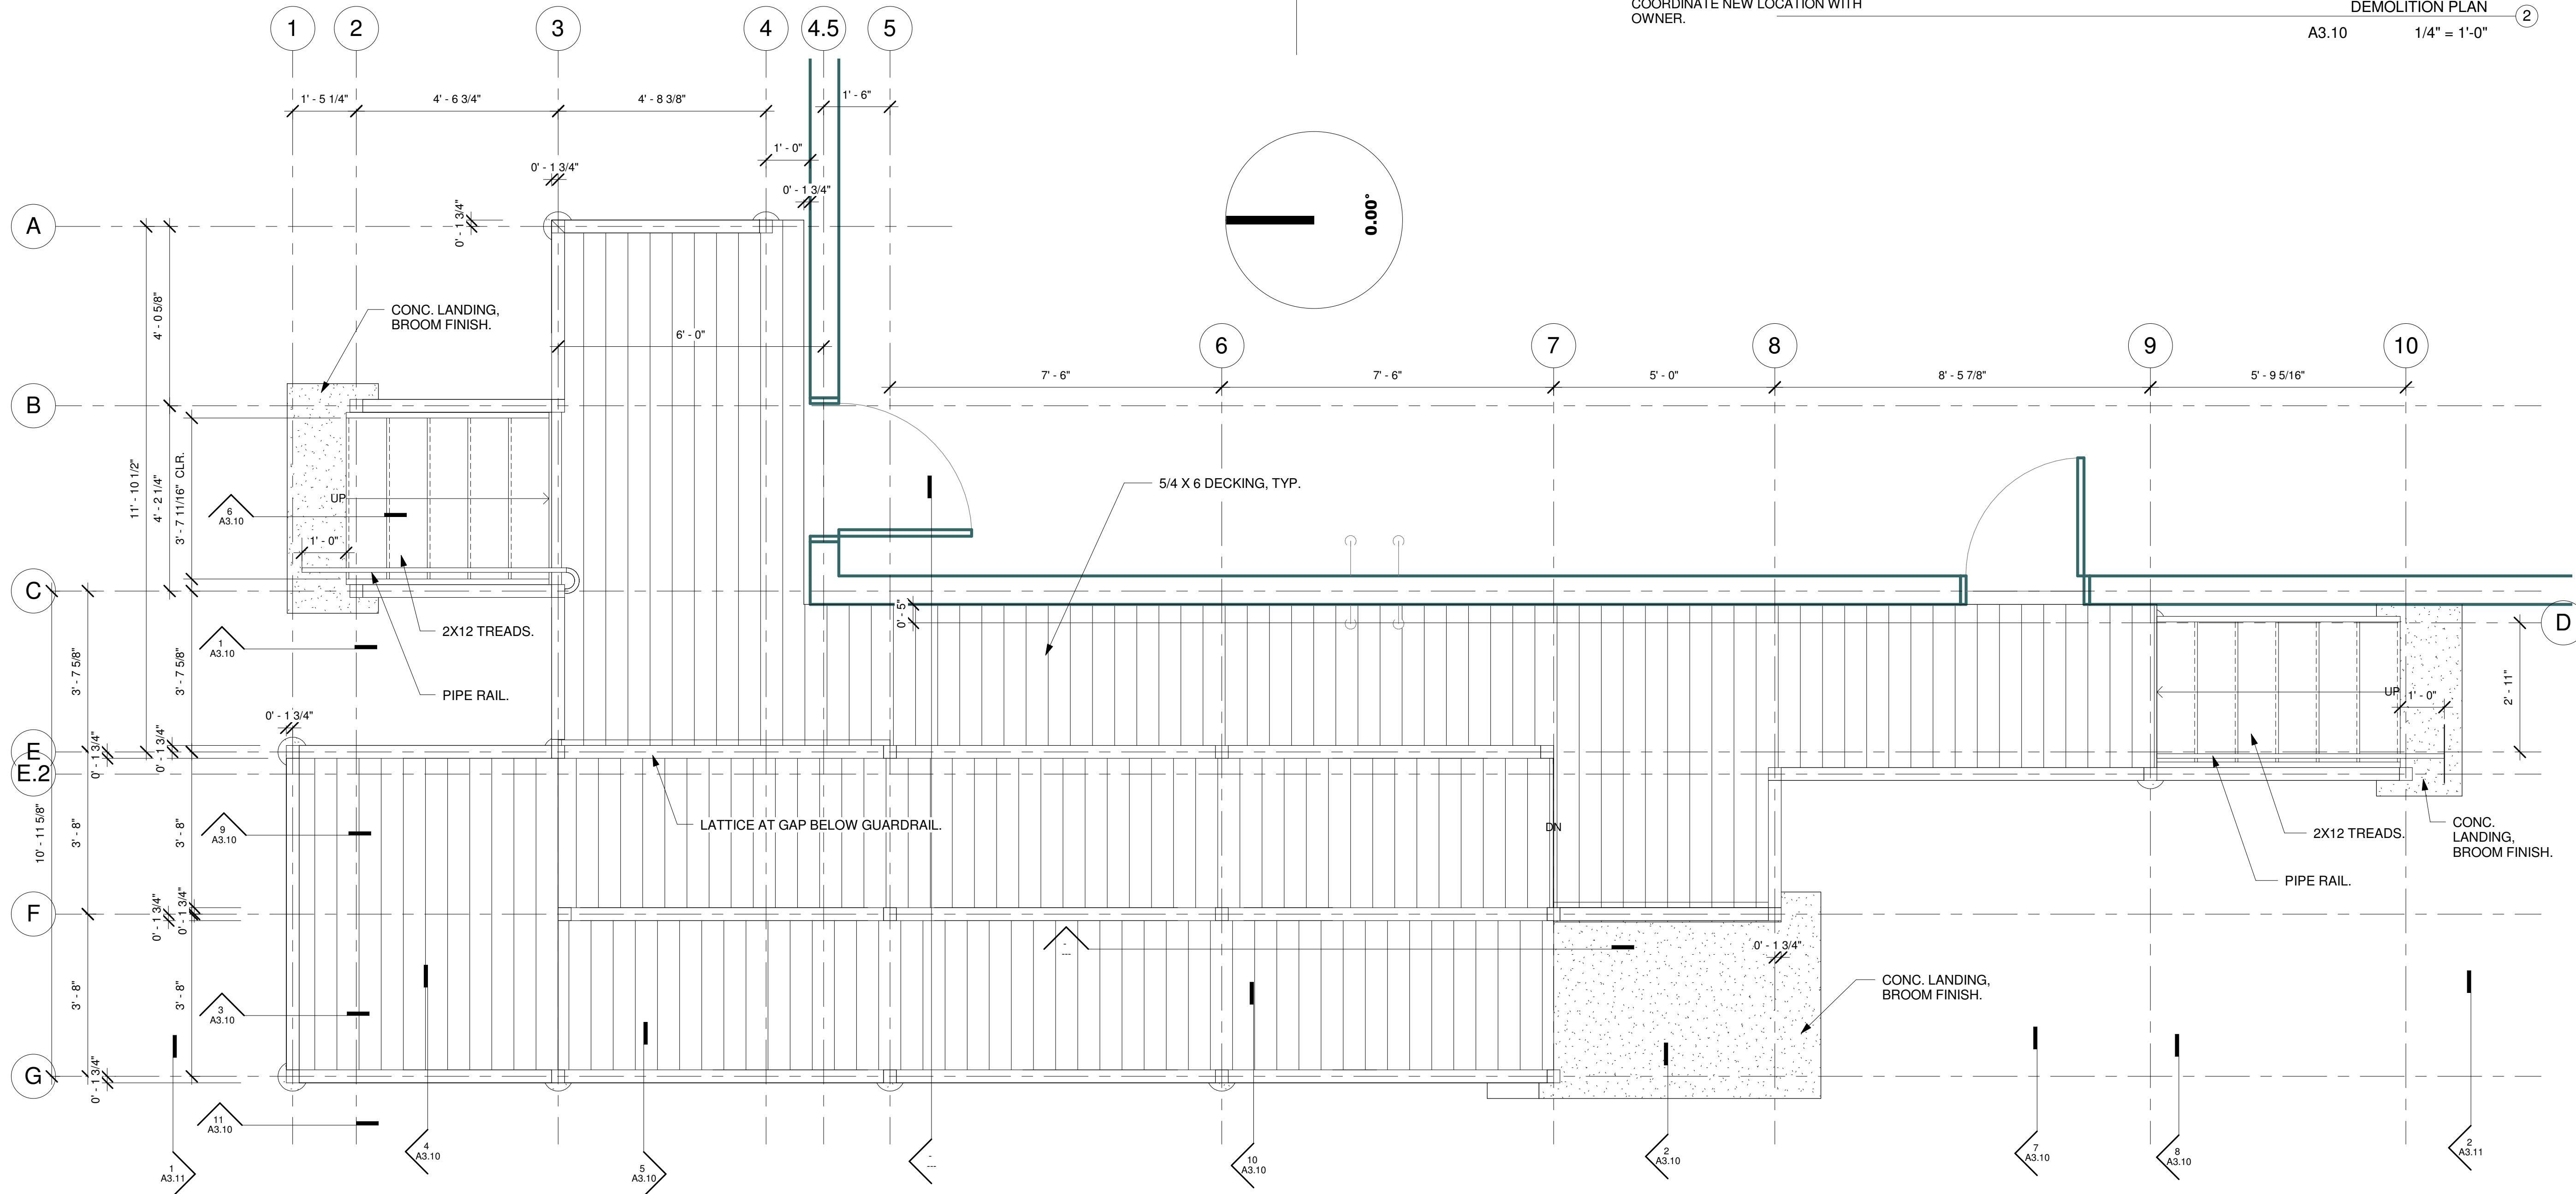 COORDINATE NEW LOCATION WITH
OWNER.
DEMOLITION PLAN
2
A3.10
1/4" = 1'-0"
1
2
3
4
4.5
5
1' - 5 1/4"
4' - 6 3/4"
4' - 8 3/8"
1' - 6"
1' - 0"
0' - 1 3/4"
0' - 1 3/4"
0' - 1 3/4"
0.00°
A
4' - 0 5/8"
CONC. LANDING,
BROOM FINISH.
6' - 0"
6
7
8
9
10
7' - 6"
7' - 6"
5' - 0"
8' - 5 7/8"
5' - 9 5/16"
B
11' - 10 1/2"
4' - 2 1/4"
3' - 7 11/16" CLR.
UP
6
A3.10
1' - 0"
5/4 X 6 DECKING, TYP.
C
0' - 5"
D
2X12 TREADS.
1
A3.10
3' - 7 5/8"
3' - 7 5/8"
PIPE RAIL.
UP
1' - 0"
2' - 11"
0' - 1 3/4"
E
0' - 1 3/4"
0' - 1 3/4"
E.2
10' - 11 5/8"
3' - 8"
3' - 8"
9
A3.10
LATTICE AT GAP BELOW GUARDRAIL.
DN
2X12 TREADS.
CONC.
LANDING,
BROOM FINISH.
PIPE RAIL.
F
0' - 1 3/4"
0' - 1 3/4"
-
---
0' - 1 3/4"
CONC. LANDING,
BROOM FINISH.
3' - 8"
3' - 8"
3
A3.10
G
0' - 1 3/4"
11
A3.10
1
A3.11
4
A3.10
5
A3.10
-
---
10
A3.10
2
A3.10
7
A3.10
8
A3.10
2
A3.11